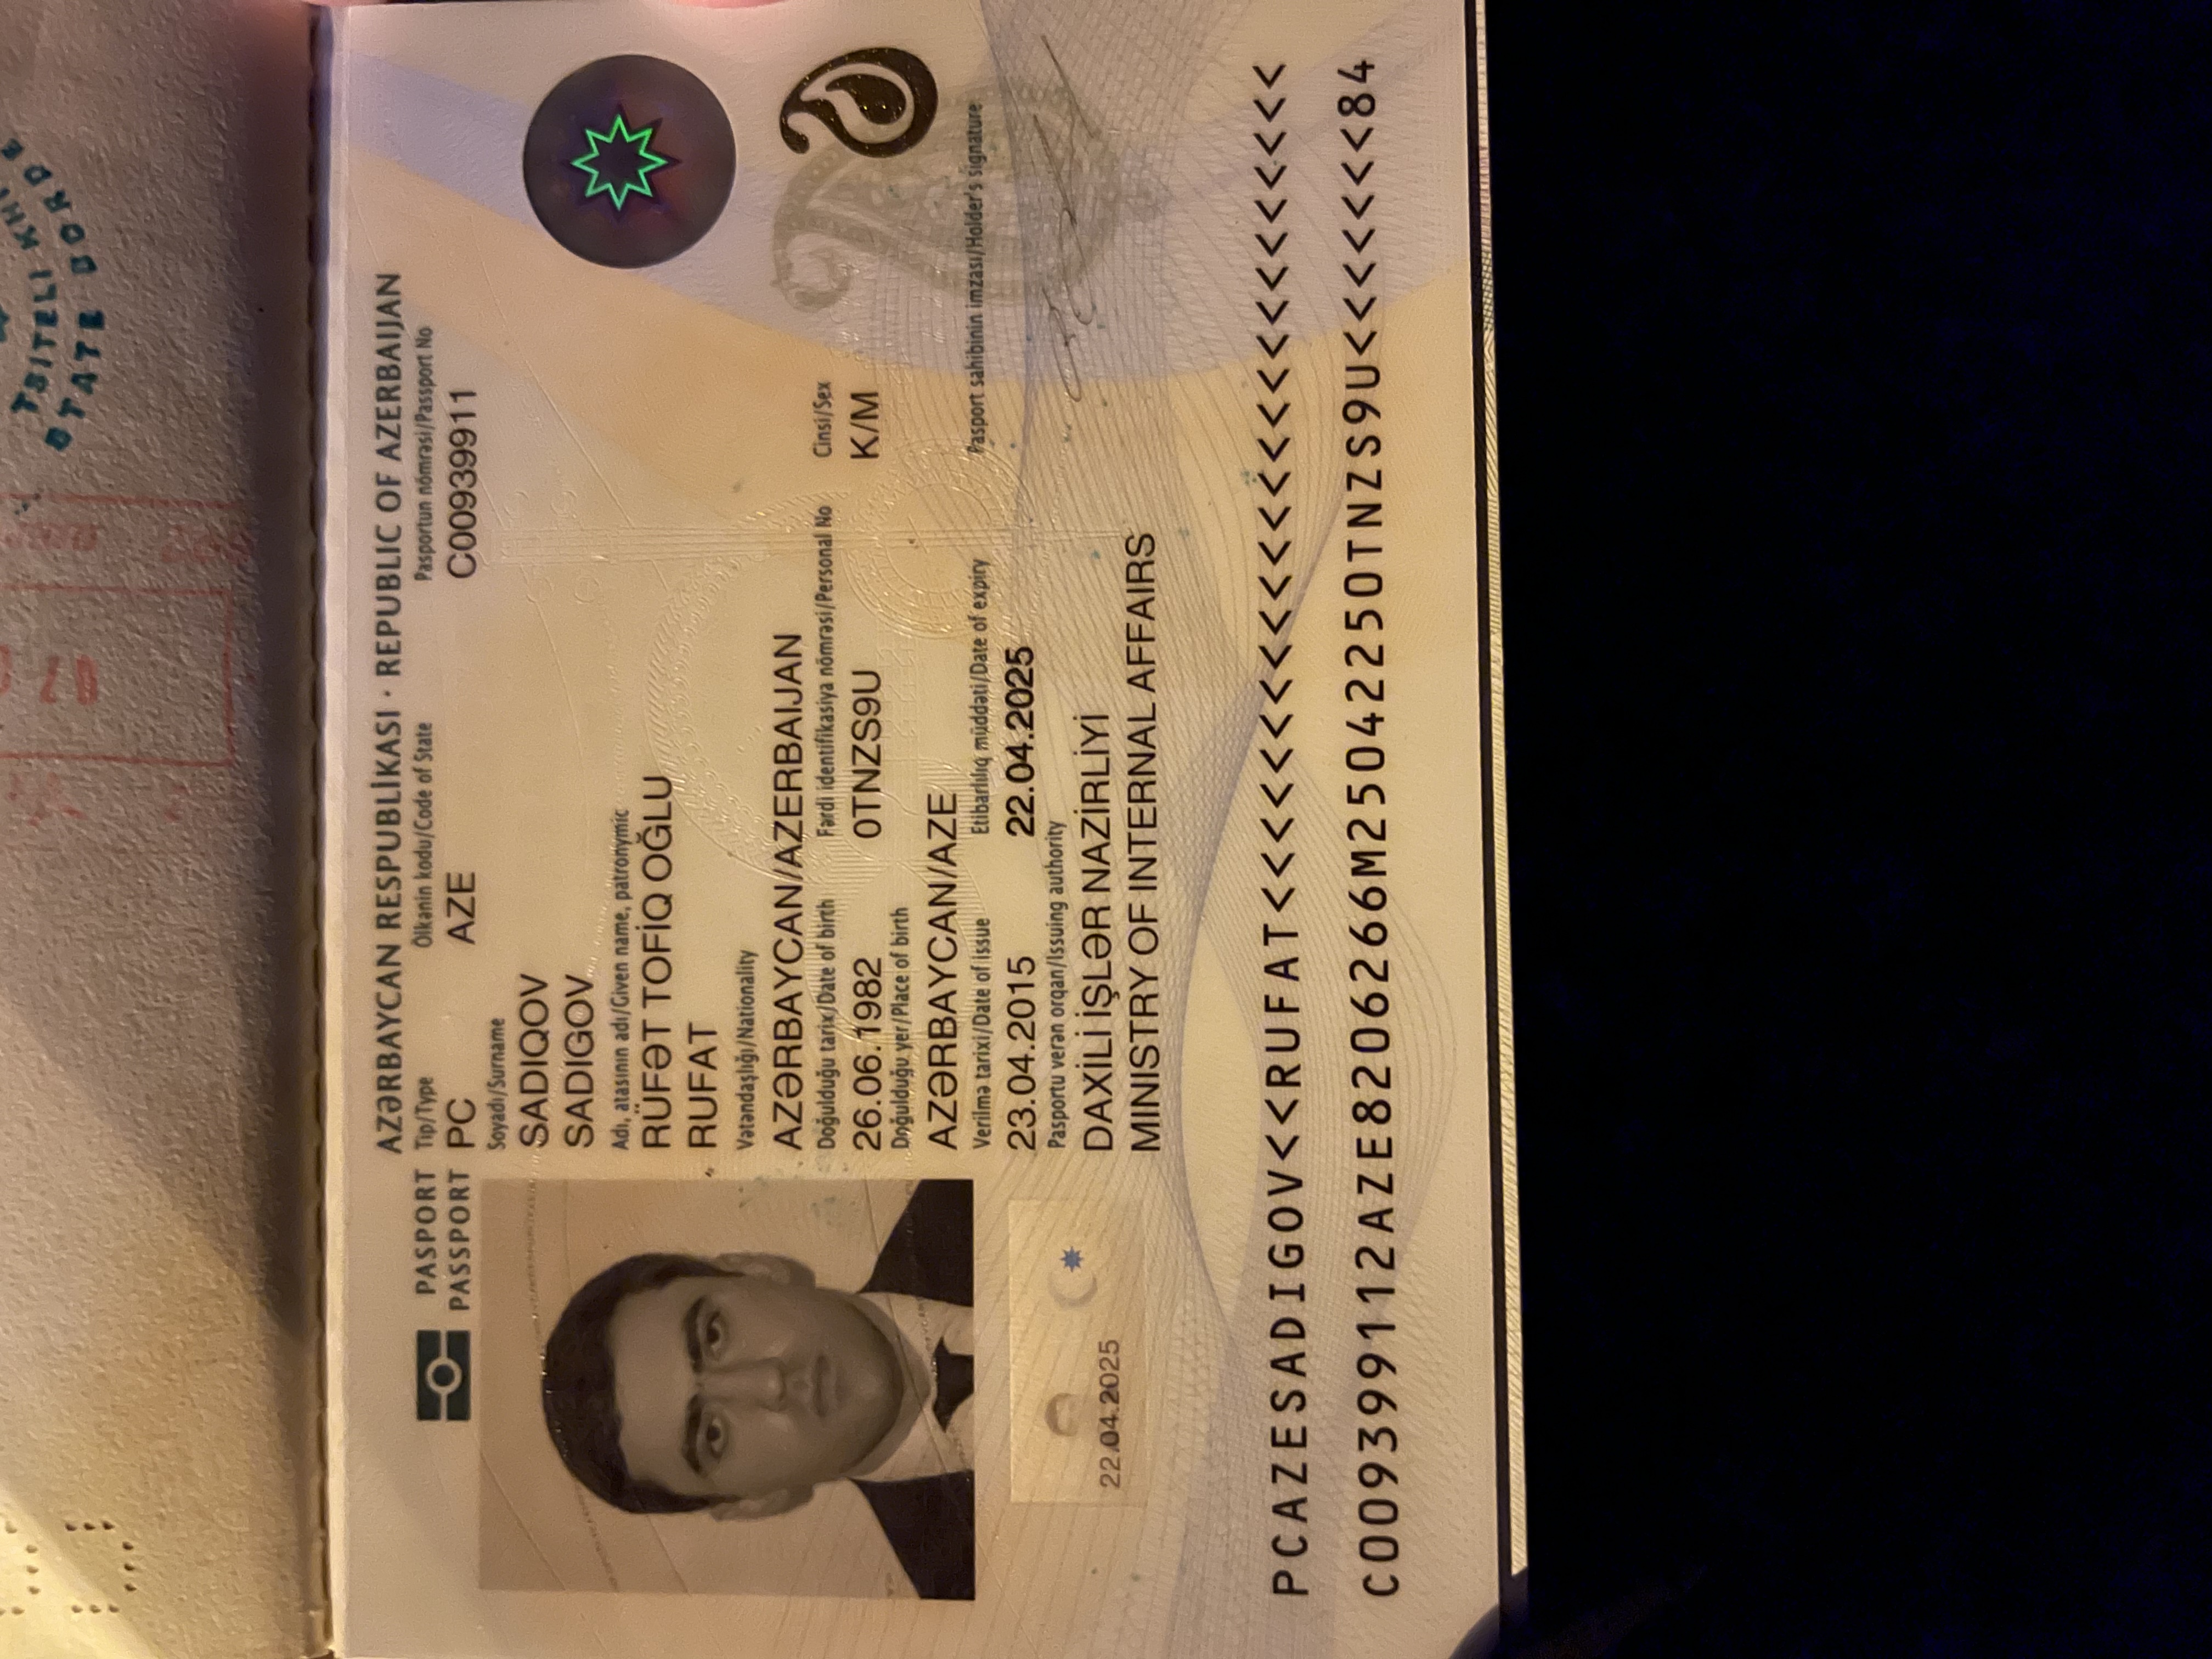 TSITELI
STATE BORDE
AZƏRBAYCAN RESPUBLİKASI · REPUBLIC OF AZERBAIJAN
PASPORT Tip/Type Ölkənin kodu/Code of State Pasportun nömrəsi/Passport No
PASSPORT PC AZE C00939911
Soyadı/Surname
SADIQOV
SADIGOV
Adı, atasının adı/Given name, patronymic
RÜFƏT TOFİQ OĞLU
RUFAT
Vətəndaşlığı/Nationality
AZƏRBAYCAN/AZERBAIJAN
Doğulduğu tarix/Date of birth Fərdi identifikasiya nömrəsi/Personal No Cinsi/Sex
26.06.1982 0TNZS9U K/M
Doğulduğu yer/Place of birth
AZƏRBAYCAN/AZE
Verilmə tarixi/Date of issue Etibarlılıq müddəti/Date of expiry Pasport sahibinin imzası/Holder's signature
23.04.2015 22.04.2025
Pasportu verən orqan/Issuing authority
22.04.2025
DAXİLİ İŞLƏR NAZİRLİYİ
MINISTRY OF INTERNAL AFFAIRS
PCAZESADIGOV<<RUFAT<<<<<<<<<<<<<<<<<<<<<<<<<
C009399112AZE8206266M25042250TNZS9U<<<<<<<84